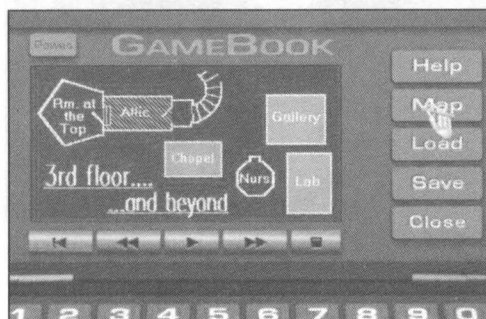 Power
GAMEBOOK
Help
Map
Load
Save
Close
Rm. at
the
Top
Attic
Gallery
Chapel
Nurs
Lab
3rd floor....
...and beyond
1 2 3 4 5 6 7 8 9 0